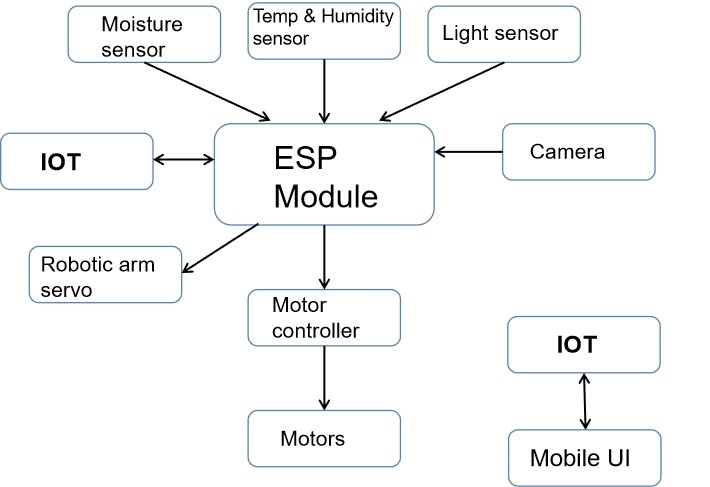 Moisture
sensor
Temp & Humidity
sensor
Light sensor
IOT
ESP
Module
Camera
Robotic arm
servo
Motor
controller
Motors
IOT
Mobile UI